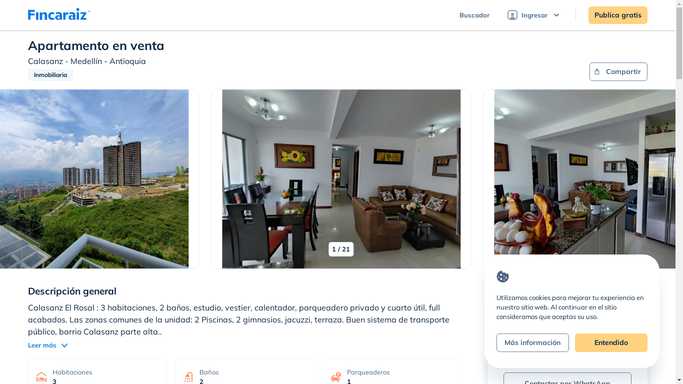 Fincaraiz
Buscador
Ingresar
Publica gratis
Apartamento en venta
Calasanz - Medellín - Antioquia
Inmobiliaria
Compartir
1 / 21
Descripción general
Calasanz El Rosal : 3 habitaciones, 2 baños, estudio, vestier, calentador, parqueadero privado y cuarto útil, full
acabados. Las zonas comunes de la unidad: 2 Piscinas, 2 gimnasios, jacuzzi, terraza. Buen sistema de transporte
público, barrio Calasanz parte alta..
Leer más
Habitaciones
3
Baños
2
Parqueaderos
1
Utilizamos cookies para mejorar tu experiencia en
nuestro sitio web. Al continuar en el sitio
consideramos que aceptas su uso.
Más información
Entendido
Contactar por WhatsApp